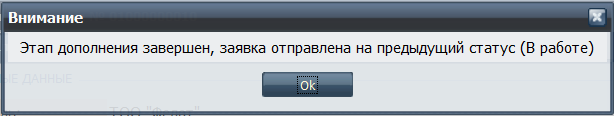 Внимание
Этап дополнения завершен, заявка отправлена на предыдущий статус (В работе)
Ok